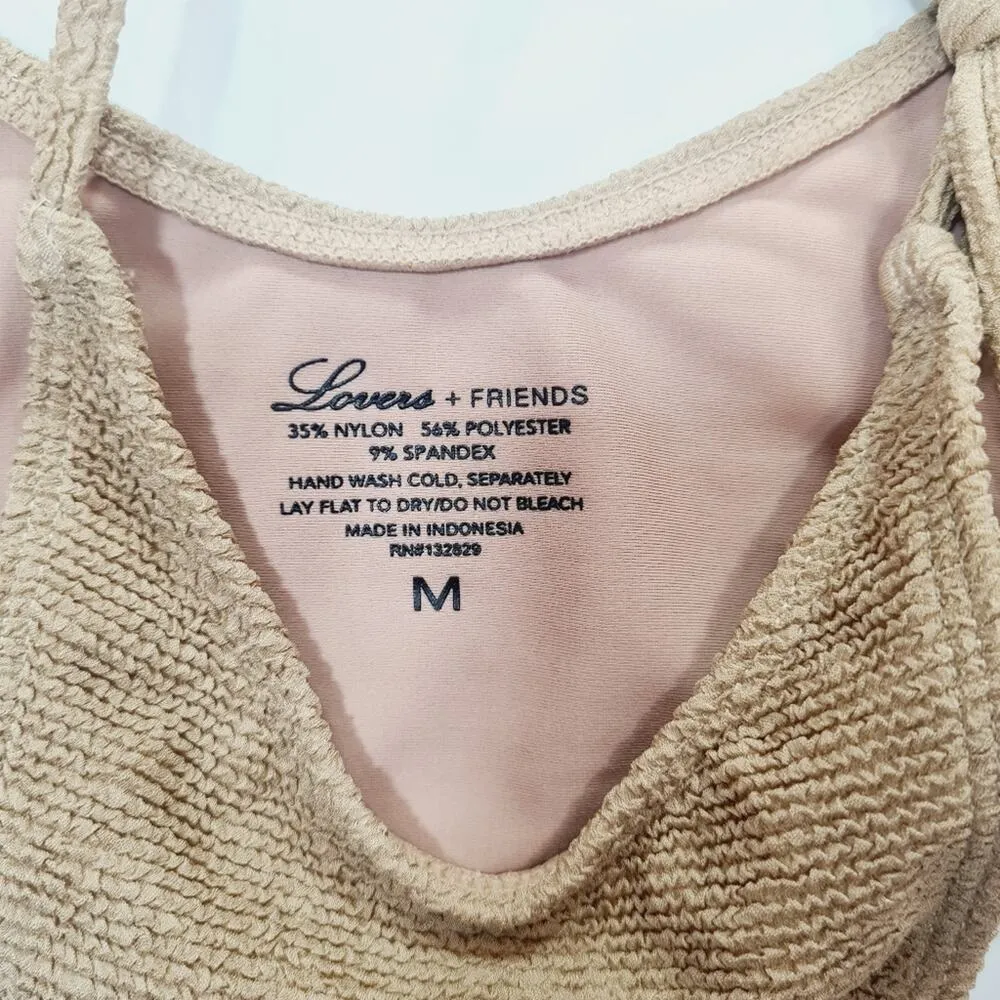 Lovers + FRIENDS
35% NYLON 56% POLYESTER
9% SPANDEX
HAND WASH COLD, SEPARATELY
LAY FLAT TO DRY/DO NOT BLEACH
MADE IN INDONESIA
RN#132829
M